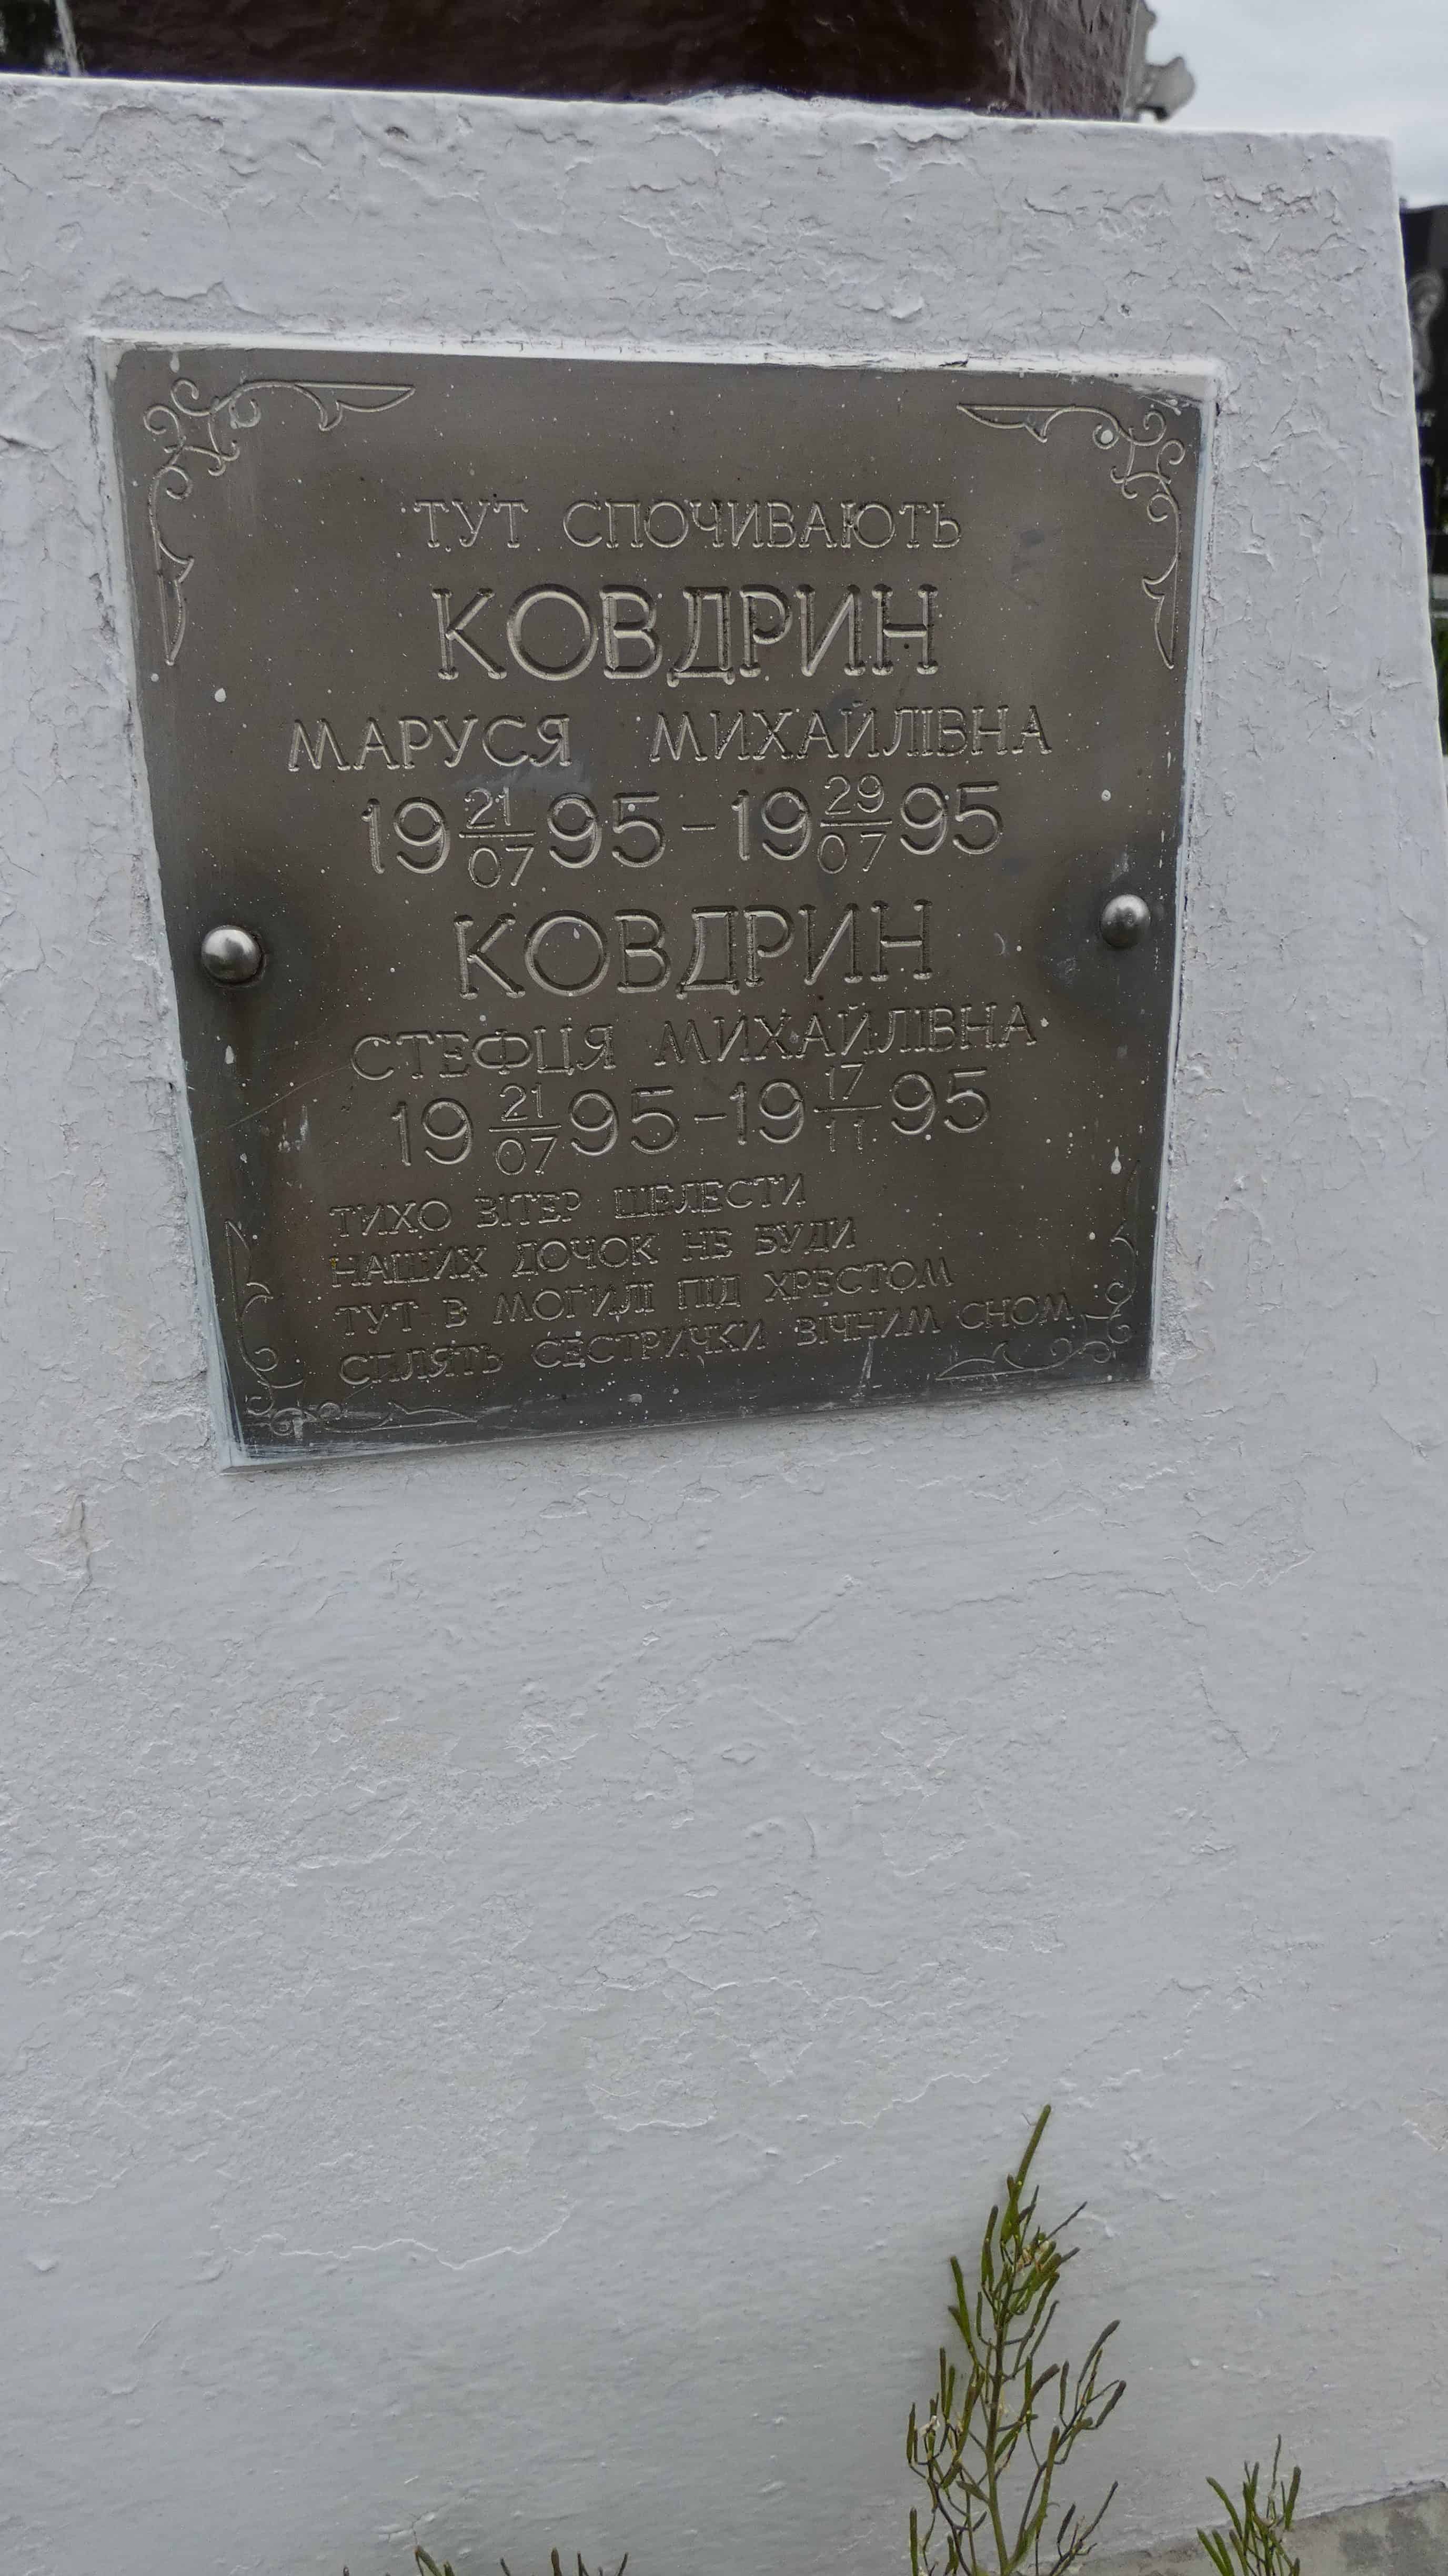 ТУТ СПОЧИВАЮТЬ
КОВДРИН
МАРУСЯ МИХАЙЛІВНА
19 21/07 95 - 19 29/07 95
КОВДРИН
СТЕФЦЯ МИХАЙЛІВНА
19 21/07 95 - 19 17/11 95
ТИХО ВІТЕР ШЕЛЕСТИ
НАШИХ ДОЧОК НЕ БУДИ
ТУТ В МОГИЛІ ПІД ХРЕСТОМ
СПЛЯТЬ СЕСТРИЧКИ ВІЧНИМ СНОМ